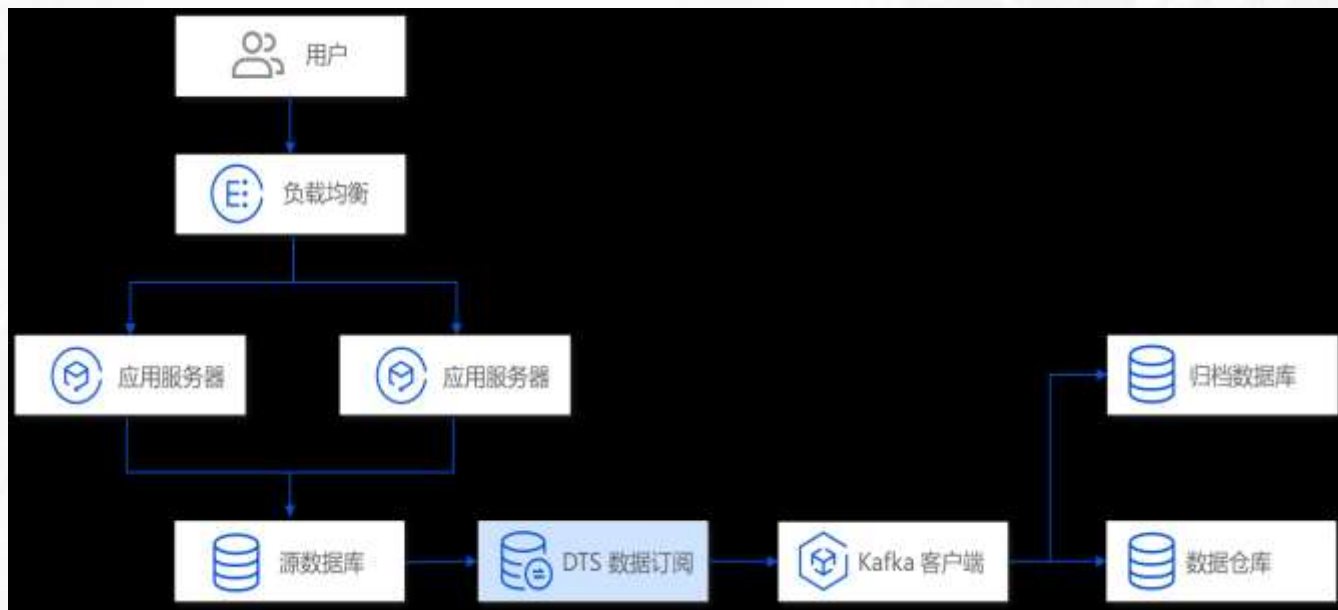 用户
负载均衡
应用服务器
应用服务器
归档数据库
源数据库
DTS 数据订阅
Kafka 客户端
数据仓库